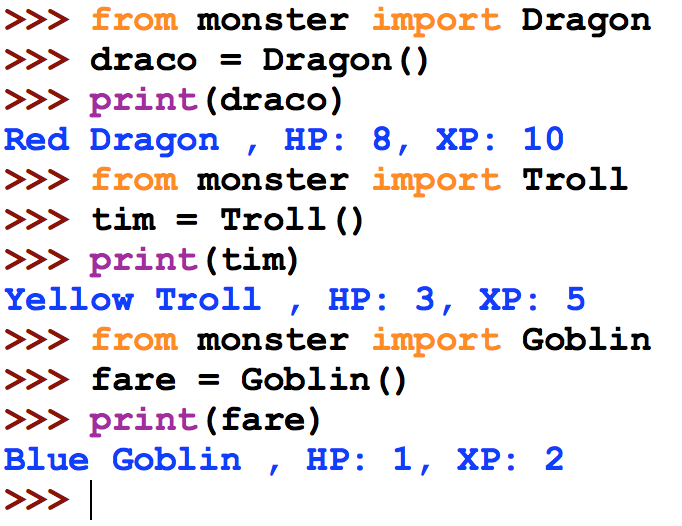 >>> from monster import Dragon
>>> draco = Dragon()
>>> print(draco)
Red Dragon , HP: 8, XP: 10
>>> from monster import Troll
>>> tim = Troll()
>>> print(tim)
Yellow Troll , HP: 3, XP: 5
>>> from monster import Goblin
>>> fare = Goblin()
>>> print(fare)
Blue Goblin , HP: 1, XP: 2
>>>